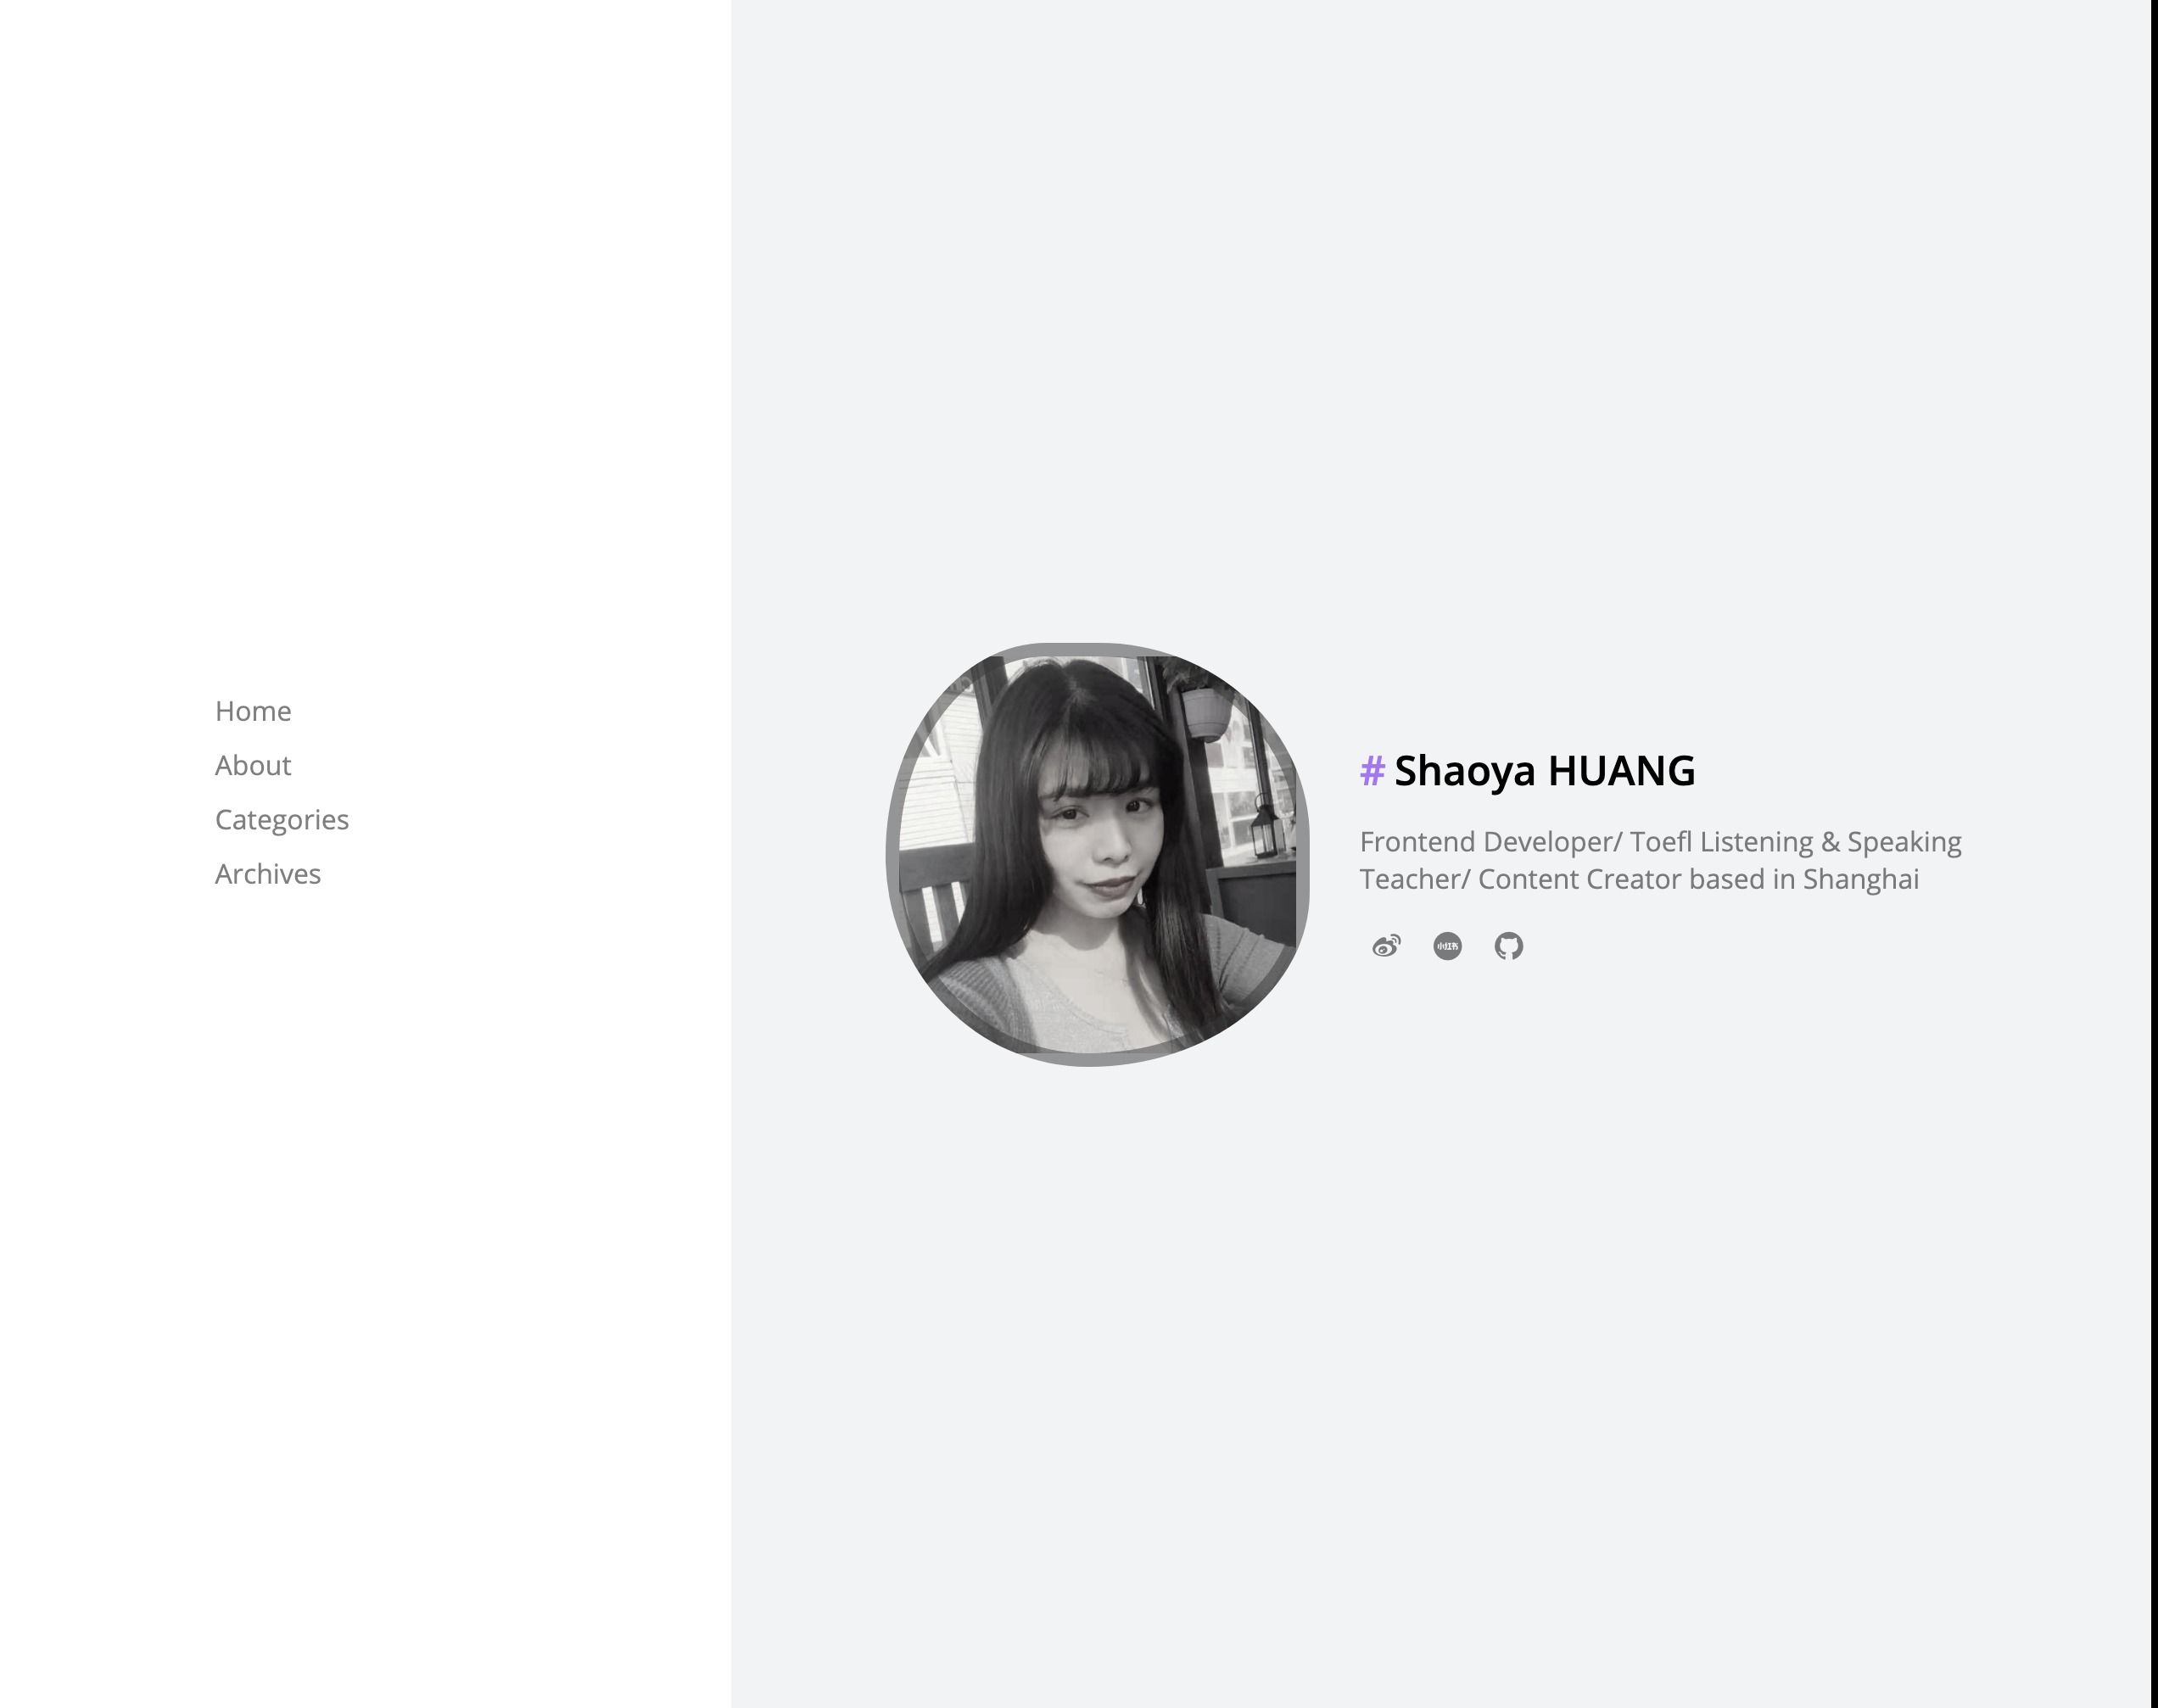 Home
About
Categories
Archives
# Shaoya HUANG
Frontend Developer/ Toefl Listening & Speaking
Teacher/ Content Creator based in Shanghai
小红书